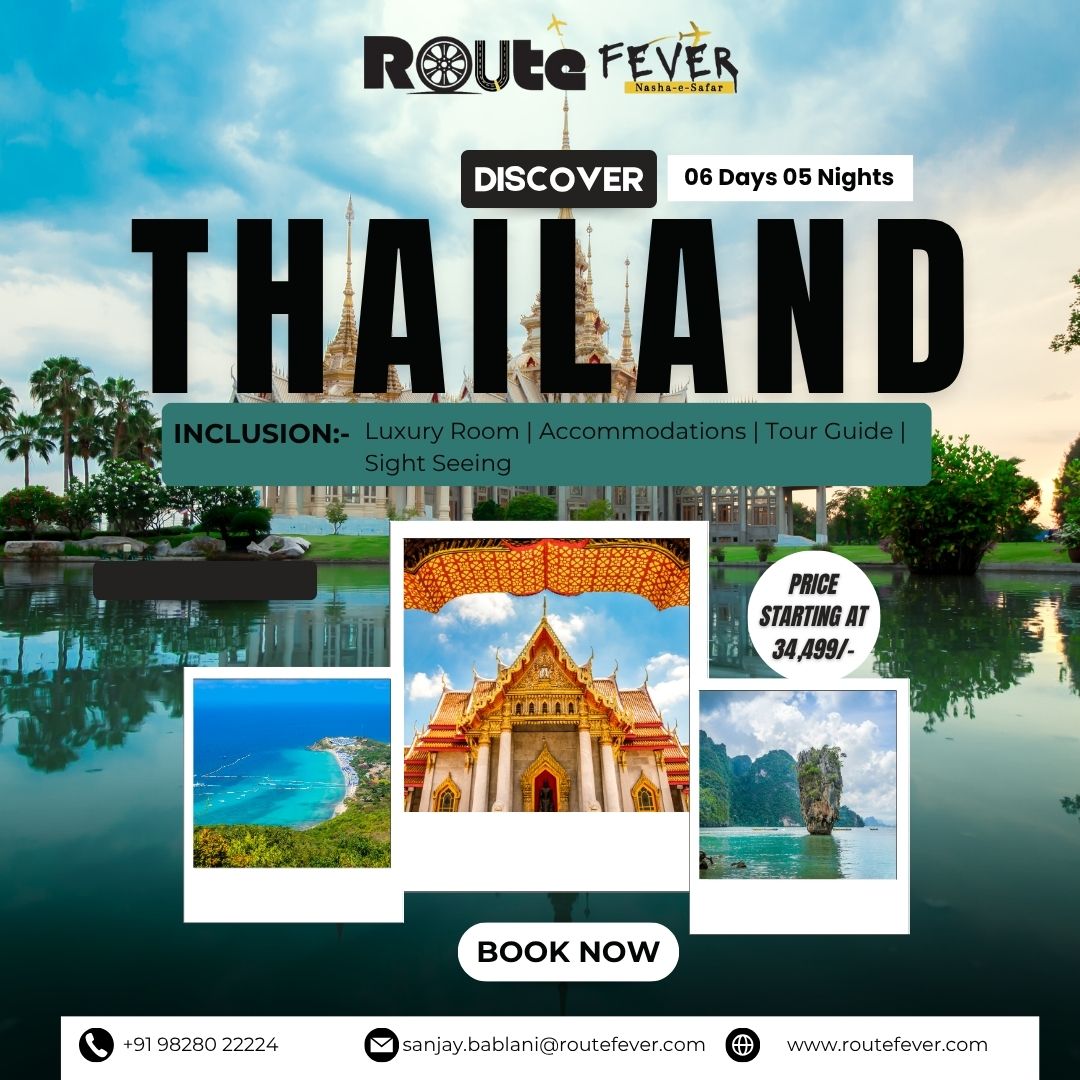 ROUte FEVER
Nasha-e-Safar
DISCOVER
06 Days 05 Nights
THAILAND
INCLUSION:- Luxury Room | Accommodations | Tour Guide |
Sight Seeing
PRICE
STARTING AT
34,499/-
BOOK NOW
+91 98280 22224
sanjay.bablani@routefever.com
www.routefever.com